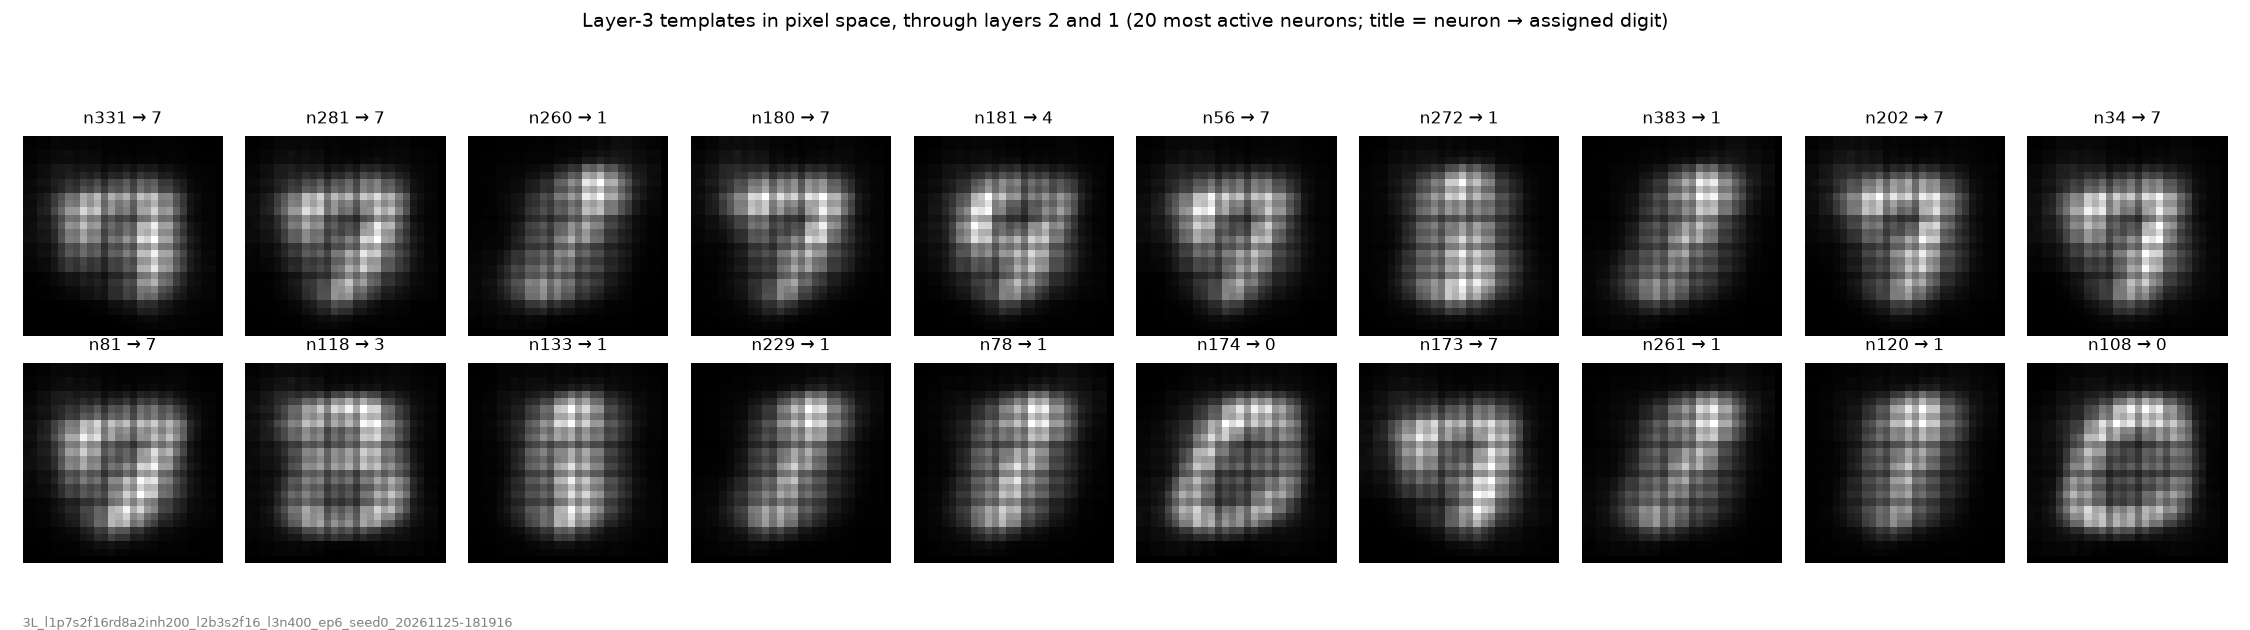 Layer-3 templates in pixel space, through layers 2 and 1 (20 most active neurons; title = neuron → assigned digit)
n331 → 7 n281 → 7 n260 → 1 n180 → 7 n181 → 4 n56 → 7 n272 → 1 n383 → 1 n202 → 7 n34 → 7
n81 → 7 n118 → 3 n133 → 1 n229 → 1 n78 → 1 n174 → 0 n173 → 7 n261 → 1 n120 → 1 n108 → 0
3L_l1p7s2f16rd8a2inh200_l2b3s2f16_l3n400_ep6_seed0_20261125-181916